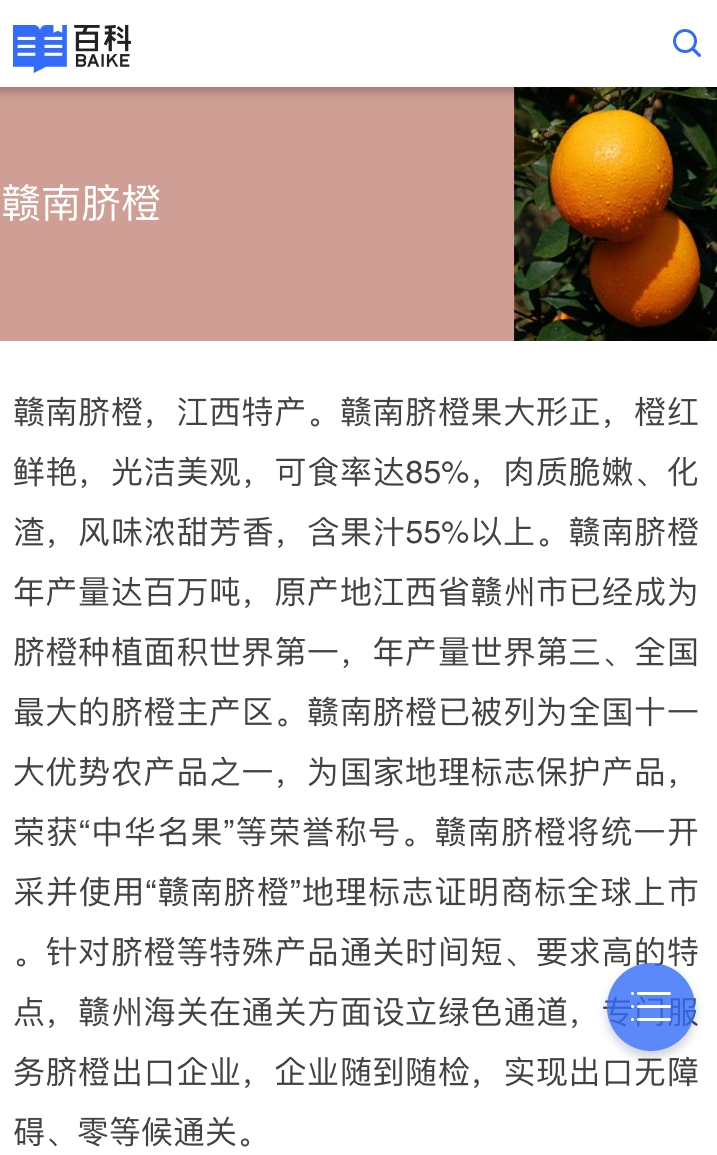 百科
BAIKE
赣南脐橙
赣南脐橙，江西特产。赣南脐橙果大形正，橙红
鲜艳，光洁美观，可食率达85%，肉质脆嫩、化
渣，风味浓甜芳香，含果汁55%以上。赣南脐橙
年产量达百万吨，原产地江西省赣州市已经成为
脐橙种植面积世界第一，年产量世界第三、全国
最大的脐橙主产区。赣南脐橙已被列为全国十一
大优势农产品之一，为国家地理标志保护产品，
荣获“中华名果”等荣誉称号。赣南脐橙将统一开
采并使用“赣南脐橙”地理标志证明商标全球上市
。针对脐橙等特殊产品通关时间短、要求高的特
点，赣州海关在通关方面设立绿色通道，专门服
务脐橙出口企业，企业随到随检，实现出口无障
碍、零等候通关。